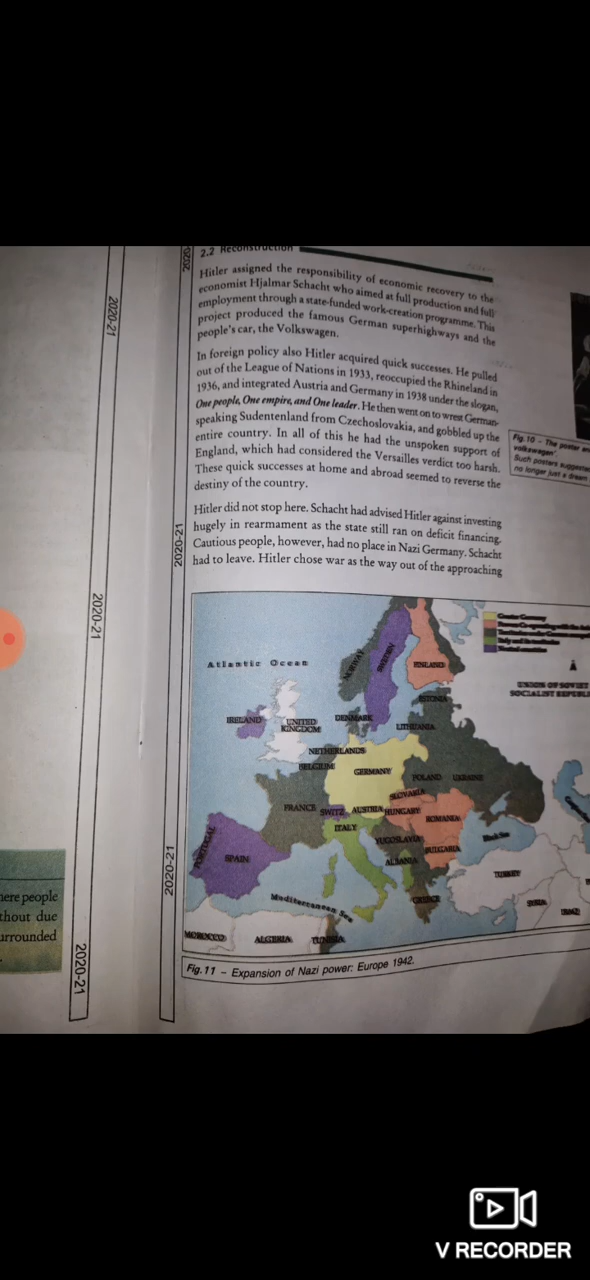 2.2 Reconstruction
Hitler assigned the responsibility of economic recovery to the
economist Hjalmar Schacht who aimed at full production and full
employment through a state-funded work-creation programme. This
project produced the famous German superhighways and the
people's car, the Volkswagen.
In foreign policy also Hitler acquired quick successes. He pulled
out of the League of Nations in 1933, reoccupied the Rhineland in
1936, and integrated Austria and Germany in 1938 under the slogan,
One people, One empire, and One leader. He then went on to wrest German-
speaking Sudentenland from Czechoslovakia, and gobbled up the
entire country. In all of this he had the unspoken support of
England, which had considered the Versailles verdict too harsh.
These quick successes at home and abroad seemed to reverse the
destiny of the country.
Hitler did not stop here. Schacht had advised Hitler against investing
hugely in rearmament as the state still ran on deficit financing.
Cautious people, however, had no place in Nazi Germany. Schacht
had to leave. Hitler chose war as the way out of the approaching
Fig.10 – The poster
volkswagen'.
Such posters
no longer just a dream
Greater Germany
Atlantic Ocean
NORWAY
SWEDEN
FINLAND
UNION OF SOVIET
SOCIALIST
ESTONIA
IRELAND
UNITED
KINGDOM
DENMARK
LITHUANIA
NETHERLANDS
BELGIUM
GERMANY
POLAND
UKRAINE
SLOVAKIA
FRANCE
SWITZ
AUSTRIA
HUNGARY
ROMANIA
ITALY
YUGOSLAVIA
Black Sea
BULGARIA
PORTUGAL
SPAIN
ALBANIA
TURKEY
GREECE
SYRIA
IRAQ
Mediterranean Sea
MOROCCO
ALGERIA
TUNISIA
Fig.11 – Expansion of Nazi power: Europe 1942.
here people
thout due
urrounded
2020-21
2020-21
2020-21
2020-21
2020-21
V RECORDER